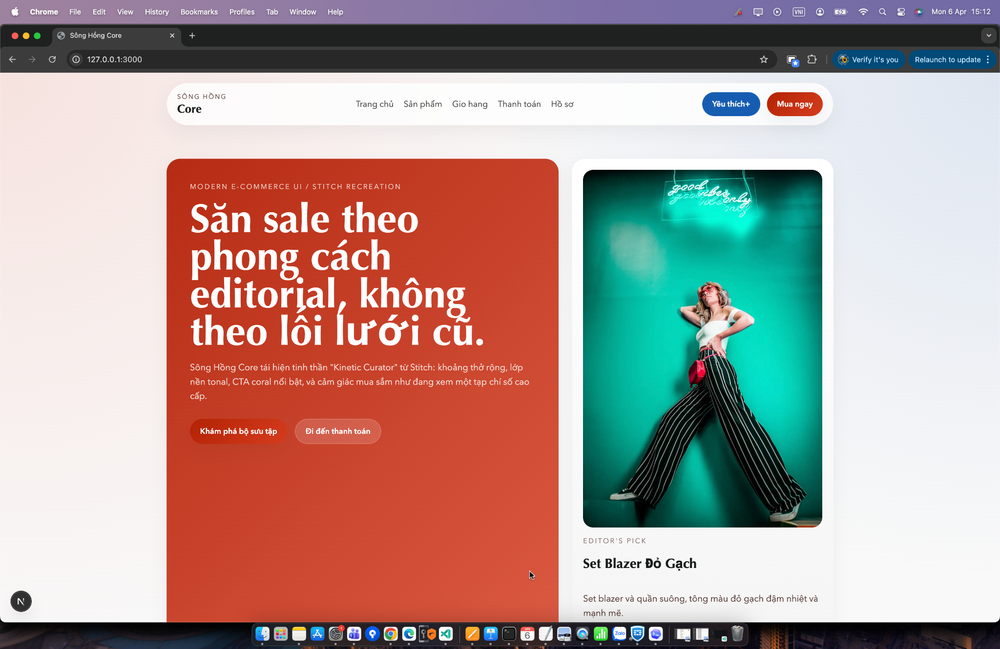 Chrome File Edit View History Bookmarks Profiles Tab Window Help VNI Mon 6 Apr 15:12
Sông Hồng Core
127.0.0.1:3000 Verify it's you Relaunch to update
SÔNG HỒNG
Core
Trang chủ Sản phẩm Gio hang Thanh toán Hồ sơ
Yêu thích+ Mua ngay
MODERN E-COMMERCE UI / STITCH RECREATION
Săn sale theo
phong cách
editorial, không
theo lối lưới cũ.
Sông Hồng Core tái hiện tinh thần "Kinetic Curator" từ Stitch: khoảng thở rộng, lớp
nền tonal, CTA coral nổi bật, và cảm giác mua sắm như đang xem một tạp chí số cao
cấp.
Khám phá bộ sưu tập Đi đến thanh toán
good vibes only
EDITOR'S PICK
Set Blazer Đỏ Gạch
Set blazer và quần suông, tông màu đỏ gạch đậm nhiệt và
mạnh mẽ.
N
1
APR
6
Zalo